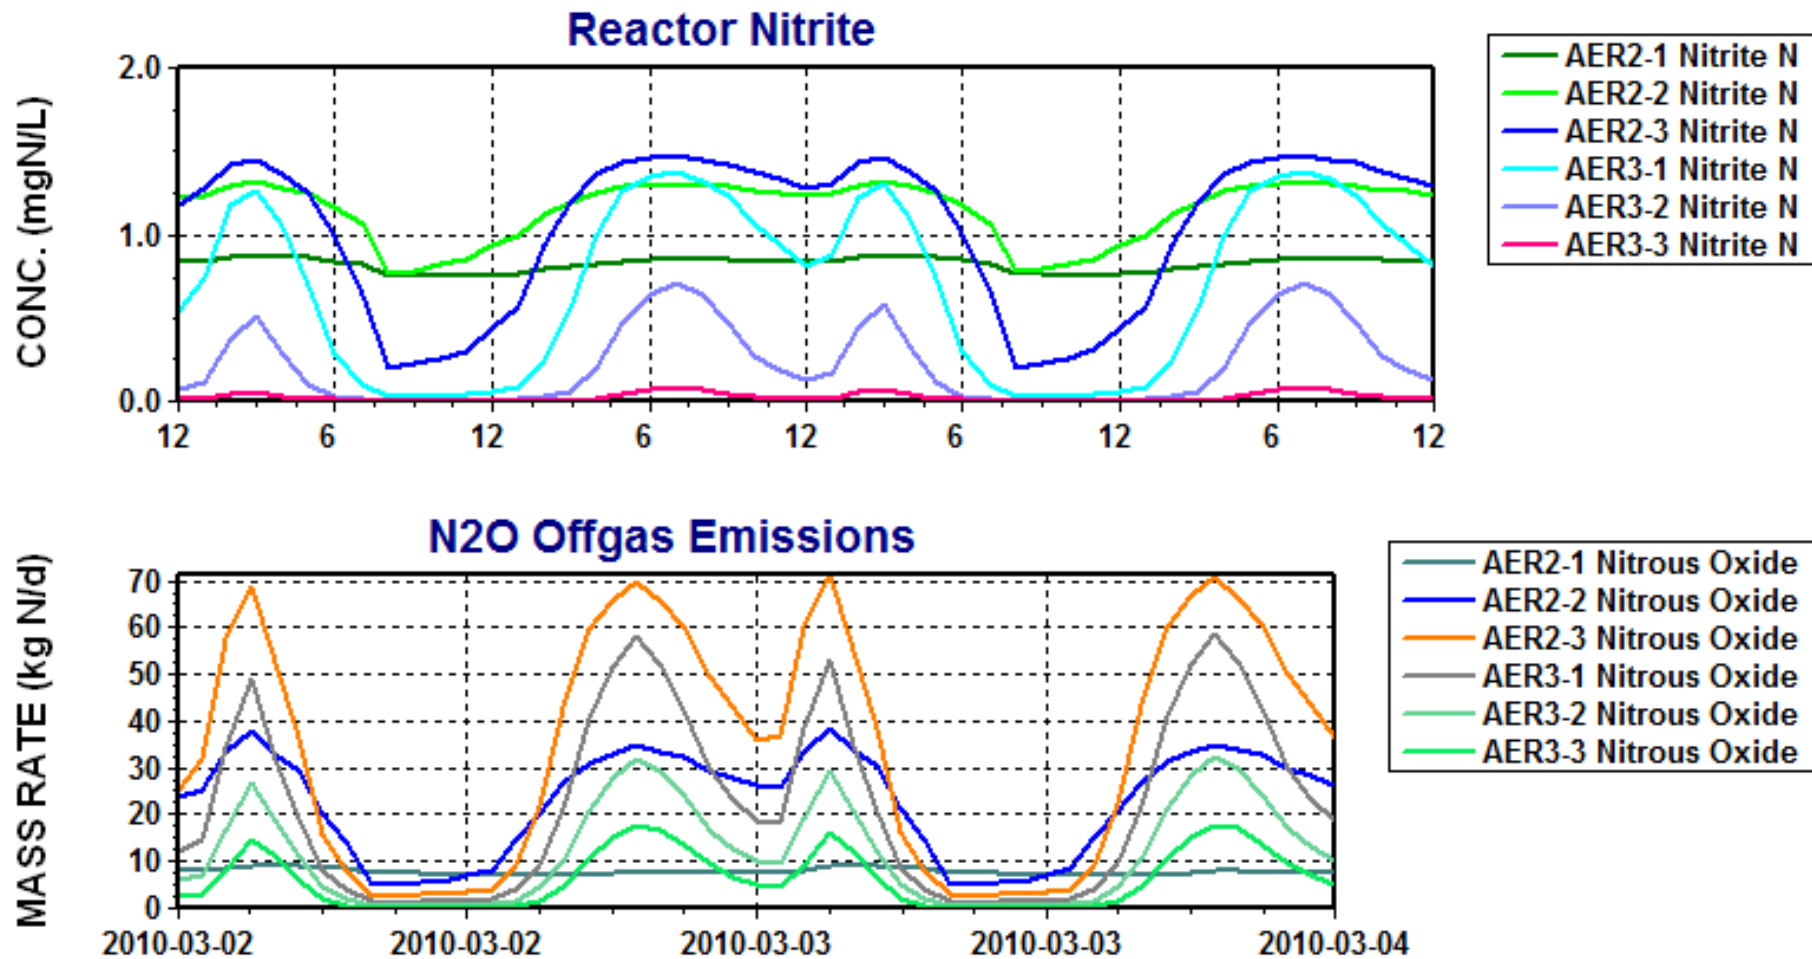 Reactor Nitrite
CONC. (mgN/L)
2.0
1.0
0.0
12 6 12 6 12 6 12 6 12
AER2-1 Nitrite N
AER2-2 Nitrite N
AER2-3 Nitrite N
AER3-1 Nitrite N
AER3-2 Nitrite N
AER3-3 Nitrite N
N2O Offgas Emissions
MASS RATE (kg N/d)
70
60
50
40
30
20
10
0
2010-03-02 2010-03-02 2010-03-03 2010-03-03 2010-03-04
AER2-1 Nitrous Oxide
AER2-2 Nitrous Oxide
AER2-3 Nitrous Oxide
AER3-1 Nitrous Oxide
AER3-2 Nitrous Oxide
AER3-3 Nitrous Oxide